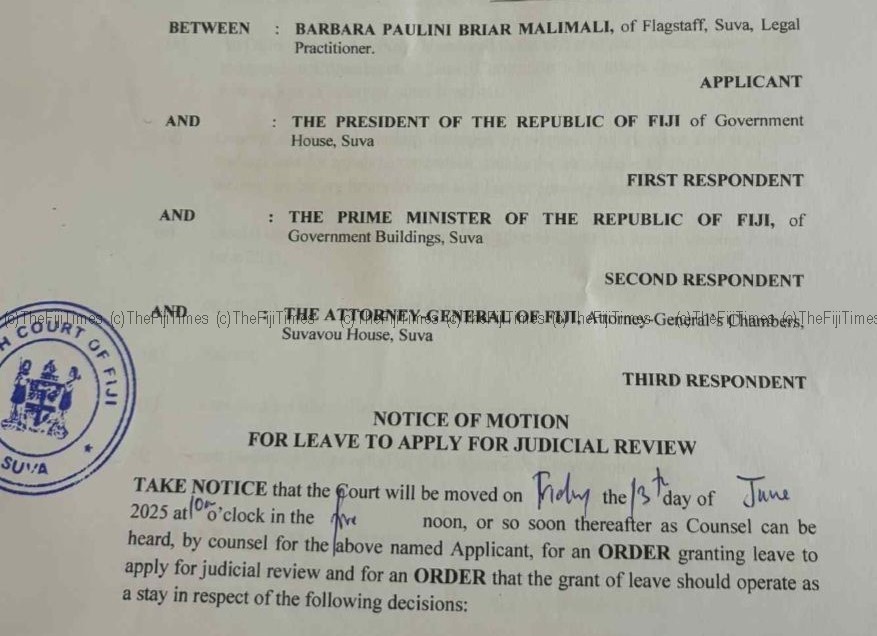 BETWEEN : BARBARA PAULINI BRIAR MALIMALI, of Flagstaff, Suva, Legal
Practitioner.
APPLICANT
AND : THE PRESIDENT OF THE REPUBLIC OF FIJI of Government
House, Suva
FIRST RESPONDENT
AND : THE PRIME MINISTER OF THE REPUBLIC OF FIJI, of
Government Buildings, Suva
SECOND RESPONDENT
AND : THE ATTORNEY-GENERAL OF FIJI, Attorney-General's Chambers,
(c)TheFijiTimes (c)TheFijiTimes (c)TheFijiTimes (c)TheFijiTimes (c)TheFijiTimes (c)TheFijiTimes (c)TheFijiTimes
Suvavou House, Suva
THIRD RESPONDENT
H COURT OF FIJI
SUVA
NOTICE OF MOTION
FOR LEAVE TO APPLY FOR JUDICIAL REVIEW
TAKE NOTICE that the Court will be moved on Friday the 13th day of June
2025 at 10 o'clock in the fore noon, or so soon thereafter as Counsel can be
heard, by counsel for the above named Applicant, for an ORDER granting leave to
apply for judicial review and for an ORDER that the grant of leave should operate as
a stay in respect of the following decisions: